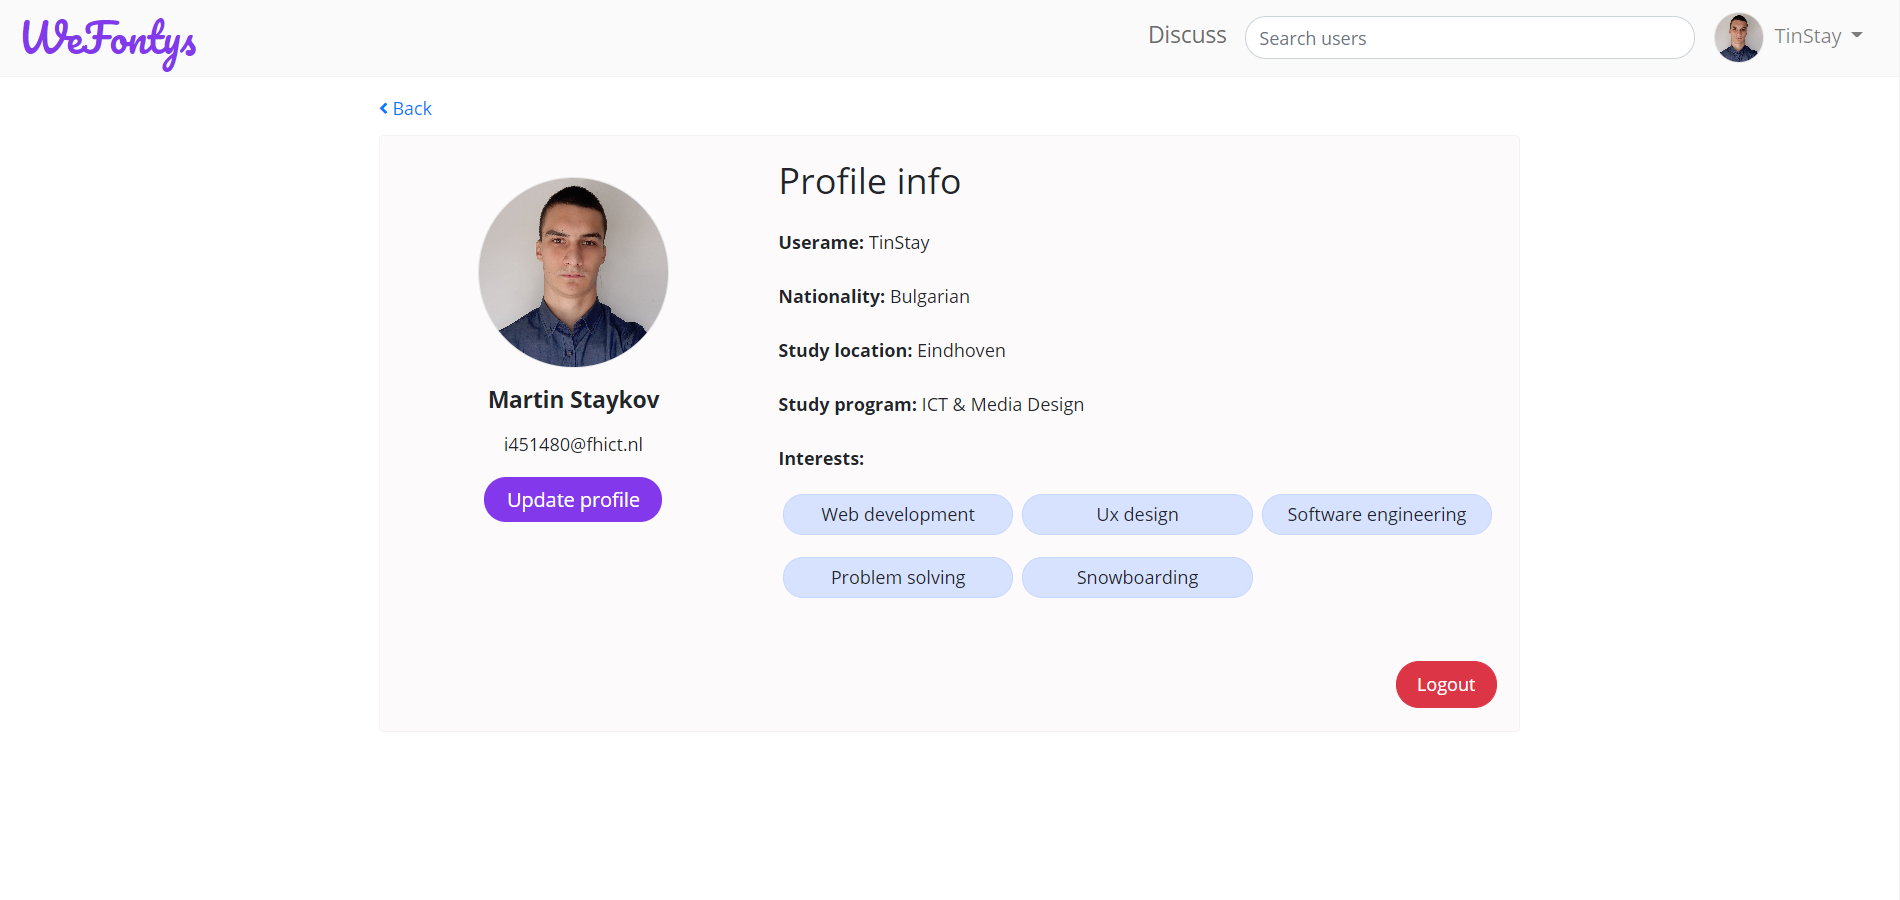 WeFontys
Discuss
Search users
TinStay
Back
Profile info
Userame: TinStay
Nationality: Bulgarian
Study location: Eindhoven
Study program: ICT & Media Design
Interests:
Web development
Ux design
Software engineering
Problem solving
Snowboarding
Martin Staykov
i451480@fhict.nl
Update profile
Logout